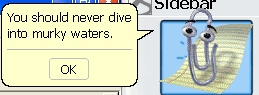 Sidebar
You should never dive
into murky waters.
OK